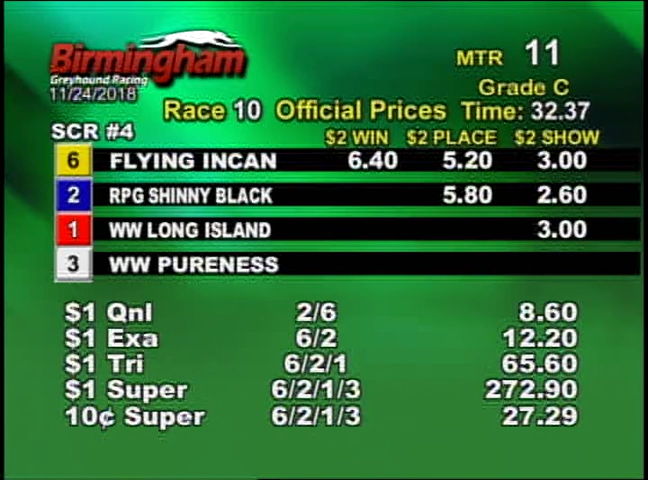 Birmingham
Greyhound Racing
11/24/2018
MTR 11
Grade C
Race 10 Official Prices Time: 32.37
SCR #4
$2 WIN $2 PLACE $2 SHOW
6 FLYING INCAN 6.40 5.20 3.00
2 RPG SHINNY BLACK 5.80 2.60
1 WW LONG ISLAND 3.00
3 WW PURENESS
$1 Qnl 2/6 8.60
$1 Exa 6/2 12.20
$1 Tri 6/2/1 65.60
$1 Super 6/2/1/3 272.90
10¢ Super 6/2/1/3 27.29